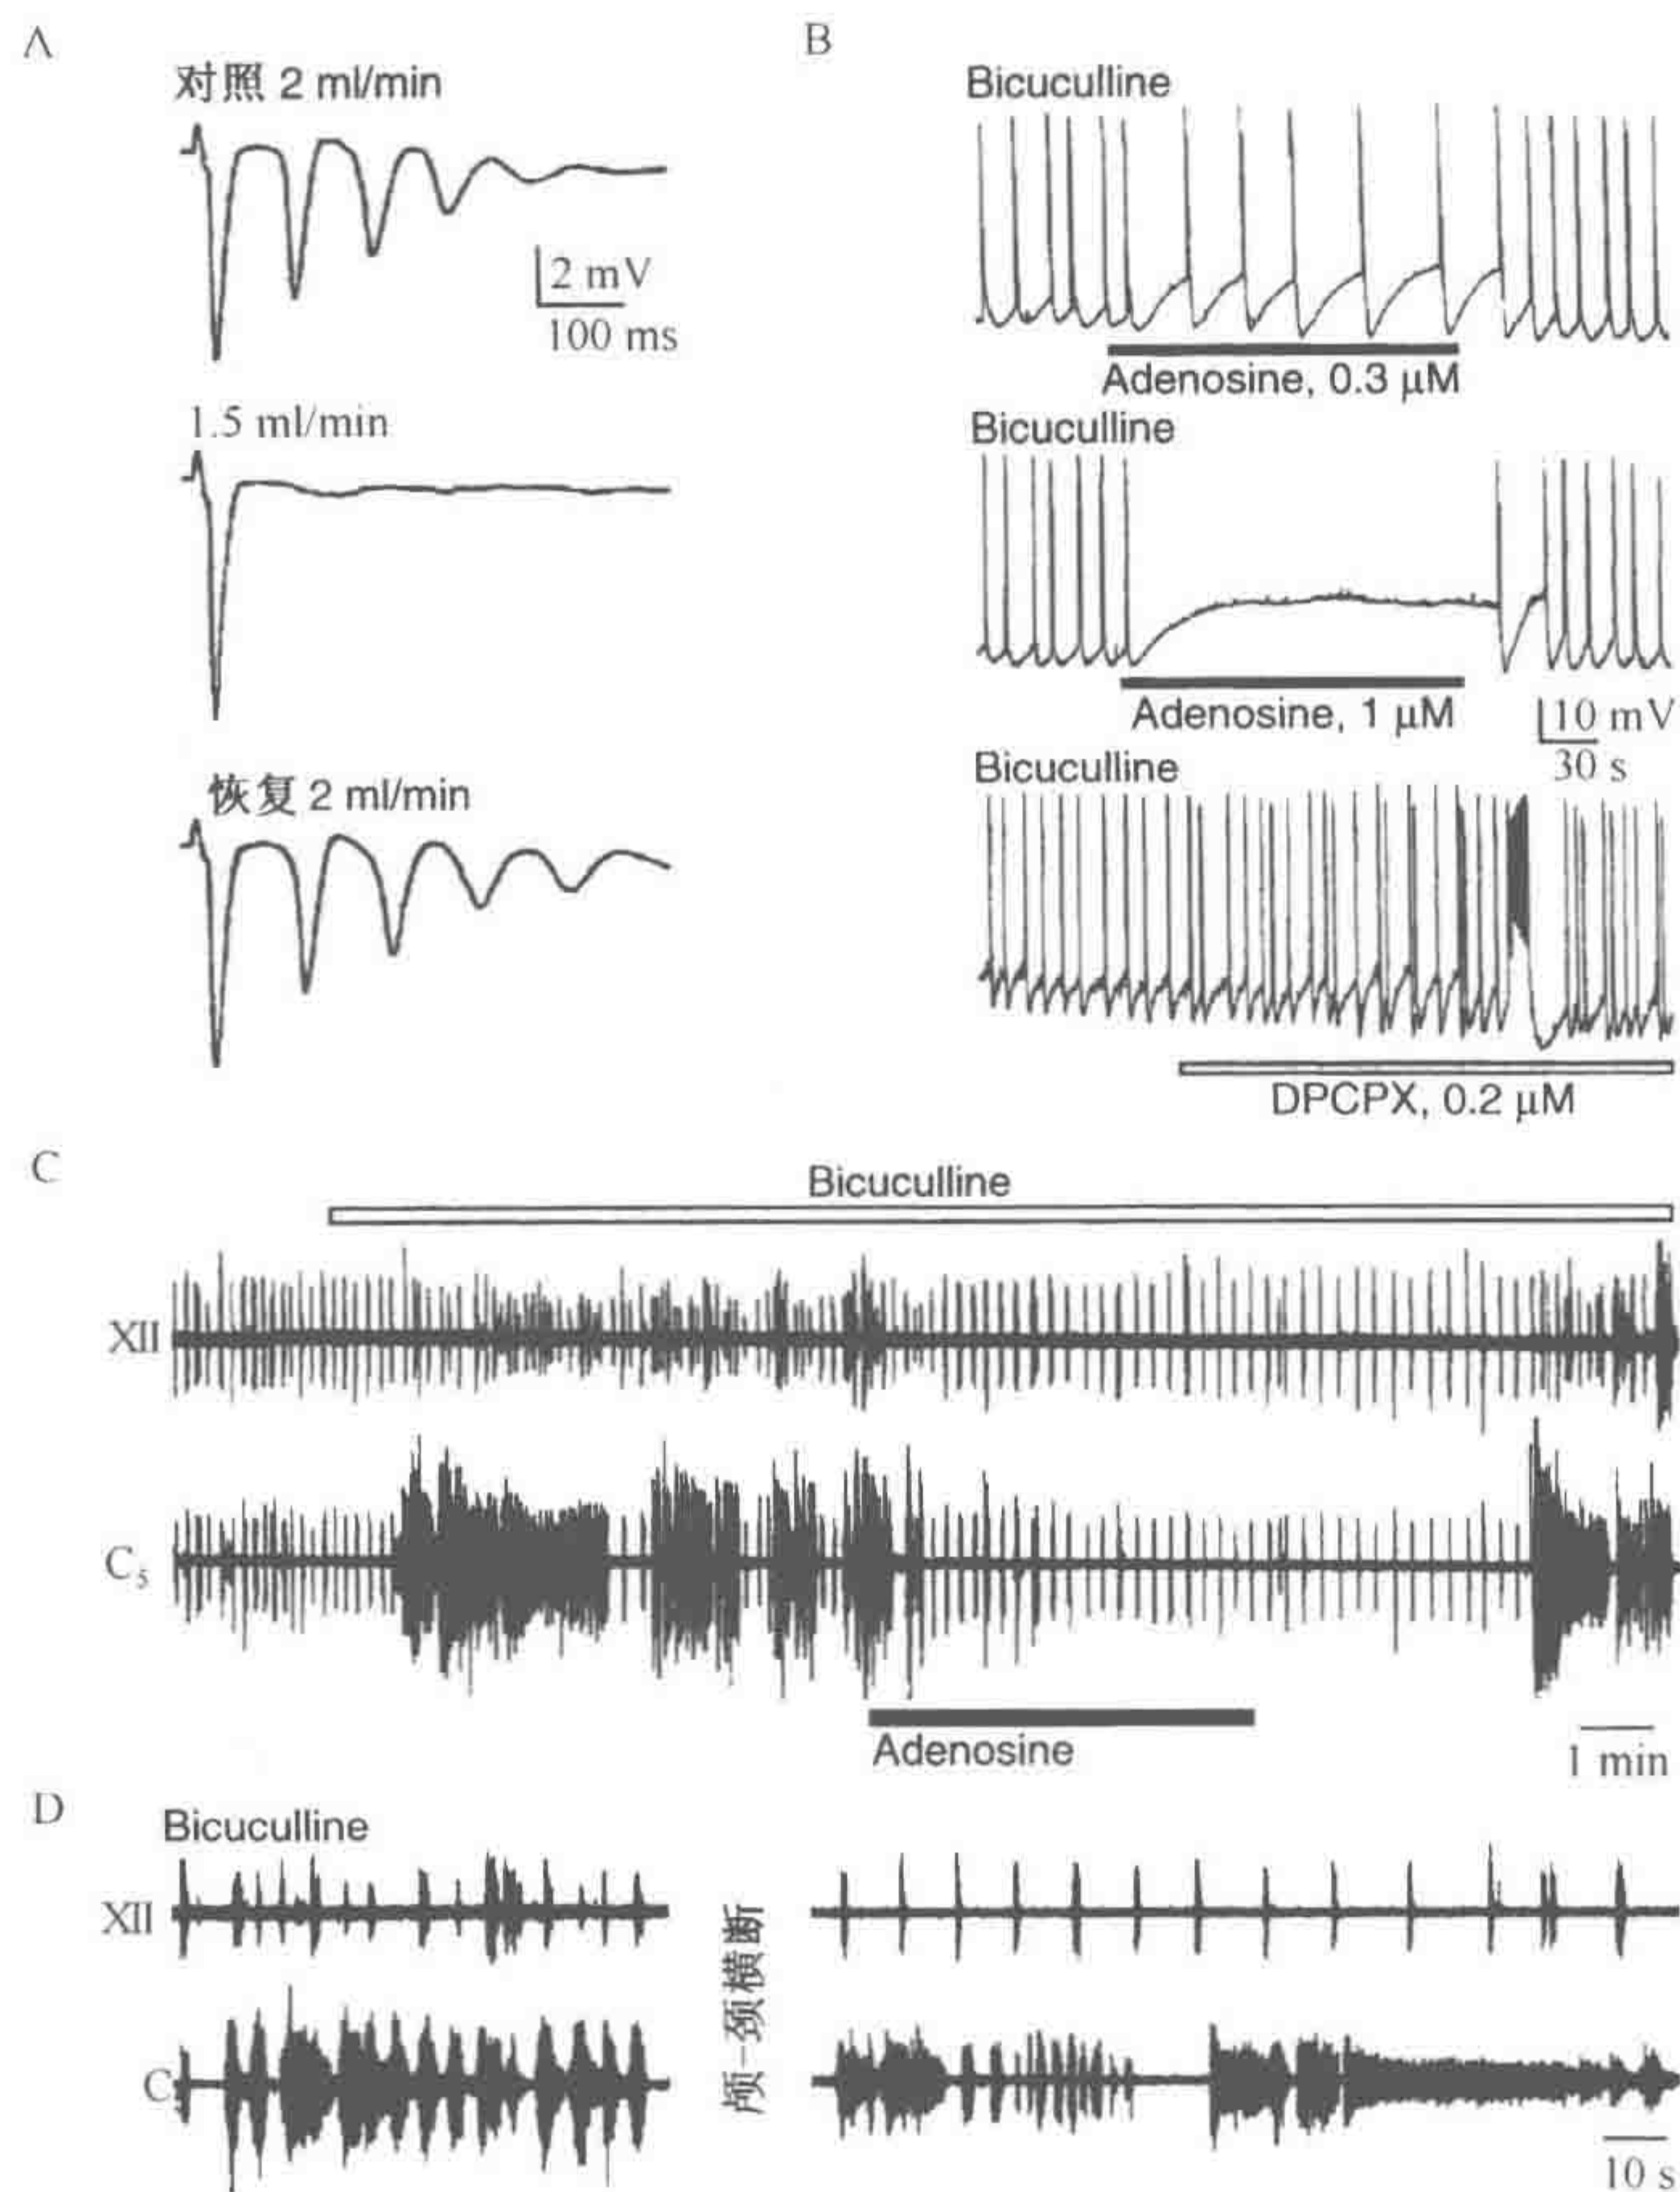 A
对照 2 ml/min
2 mV
100 ms
1.5 ml/min
恢复 2 ml/min
B
Bicuculline
Adenosine, 0.3 μM
Bicuculline
Adenosine, 1 μM
10 mV
30 s
Bicuculline
DPCPX, 0.2 μM
C
Bicuculline
XII
C5
Adenosine
1 min
D
Bicuculline
XII
C
颅-颈横断
10 s